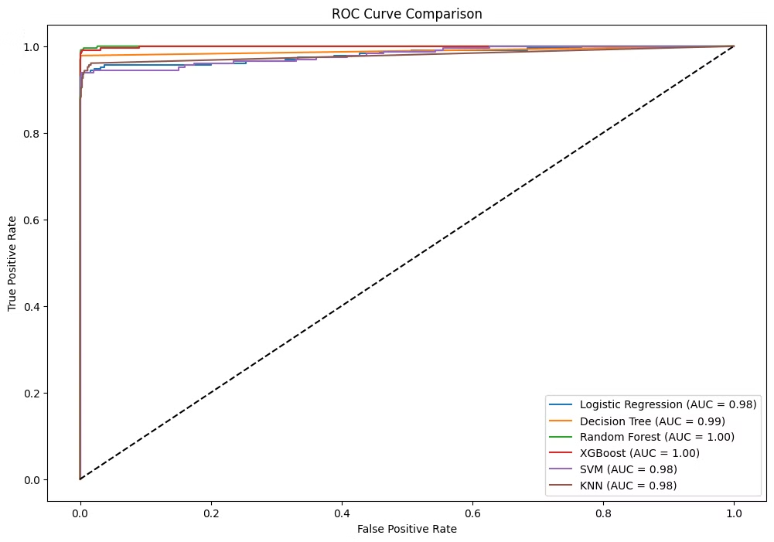 ROC Curve Comparison
1.0
0.8
0.6
0.4
0.2
0.0
True Positive Rate
Logistic Regression (AUC = 0.98)
Decision Tree (AUC = 0.99)
Random Forest (AUC = 1.00)
XGBoost (AUC = 1.00)
SVM (AUC = 0.98)
KNN (AUC = 0.98)
0.0 0.2 0.4 0.6 0.8 1.0
False Positive Rate